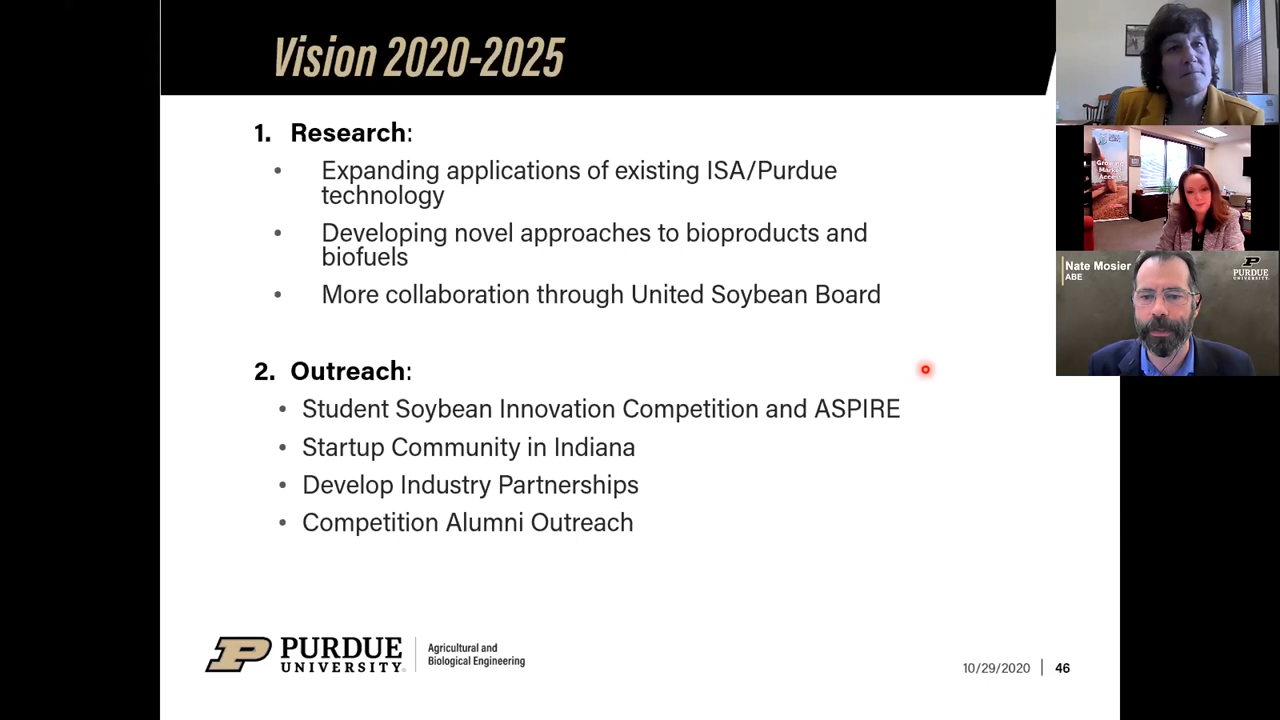 Vision 2020-2025
1. Research:
• Expanding applications of existing ISA/Purdue
technology
• Developing novel approaches to bioproducts and
biofuels
• More collaboration through United Soybean Board
2. Outreach:
• Student Soybean Innovation Competition and ASPIRE
• Startup Community in Indiana
• Develop Industry Partnerships
• Competition Alumni Outreach
PURDUE
UNIVERSITY
Agricultural and
Biological Engineering
10/29/2020
46
Market
Access
Nate Mosier
ABE
PURDUE
UNIVERSITY